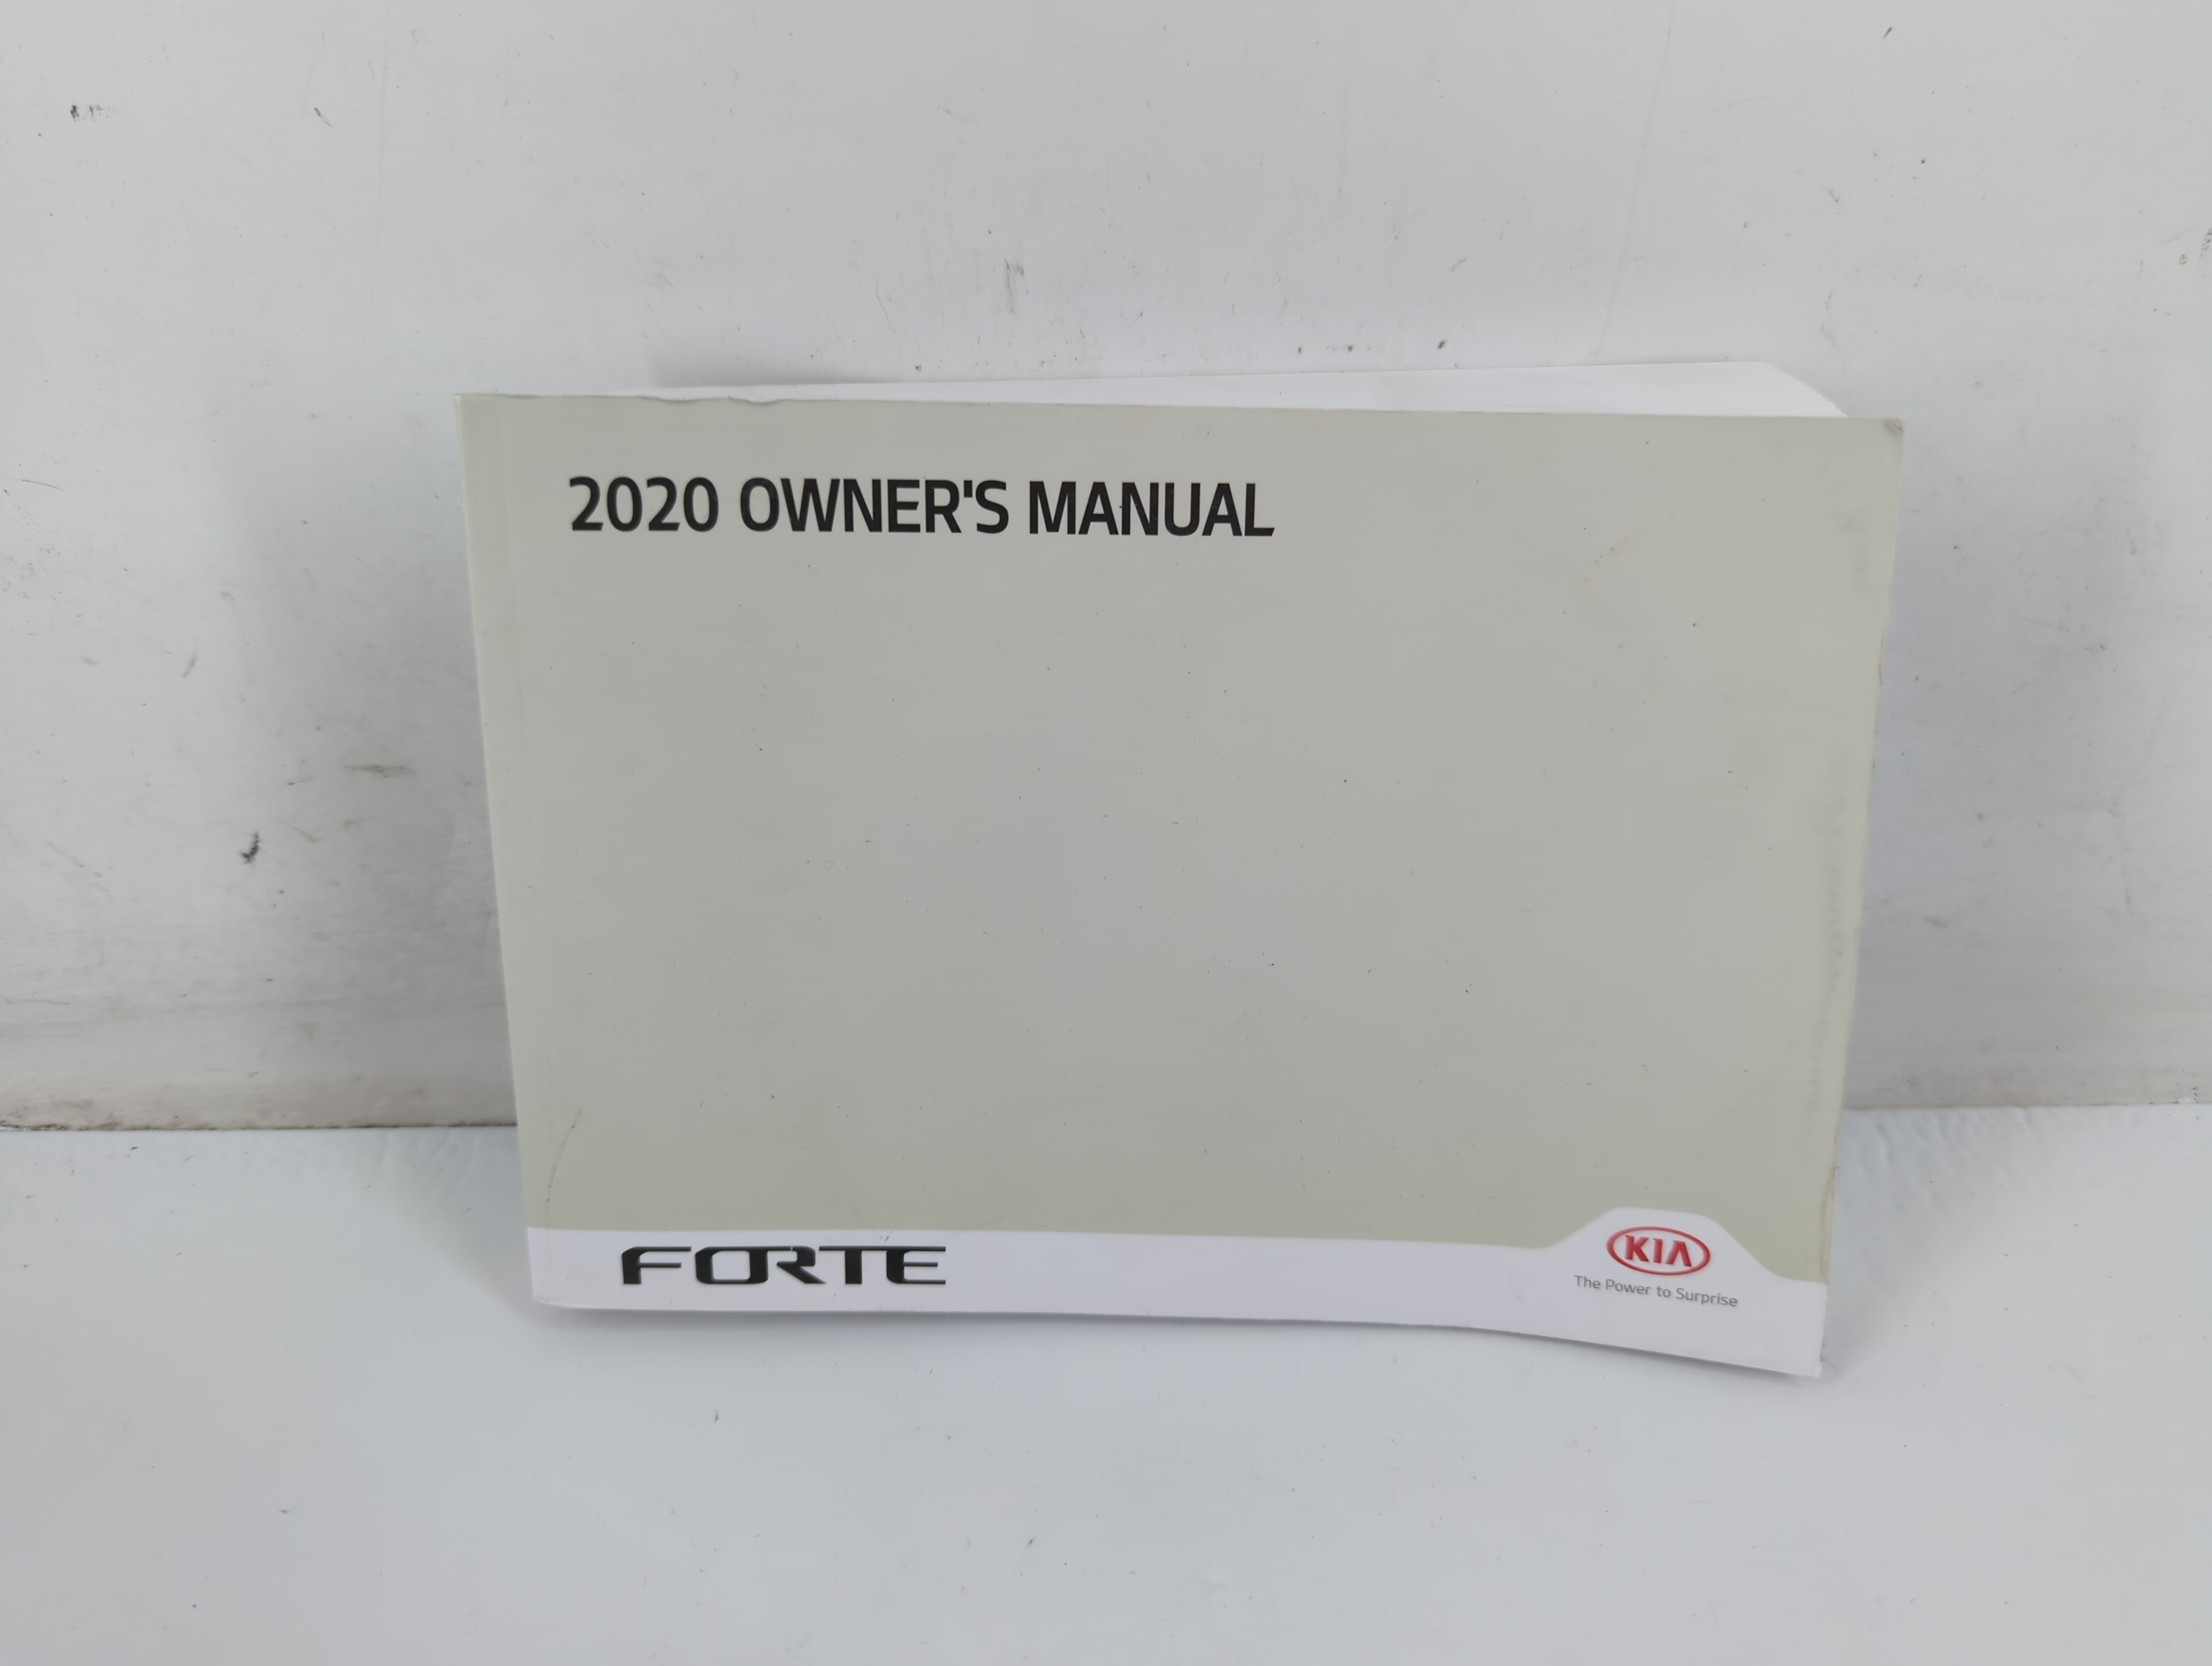 2020 OWNER'S MANUAL
FORTE
KIA
The Power to Surprise